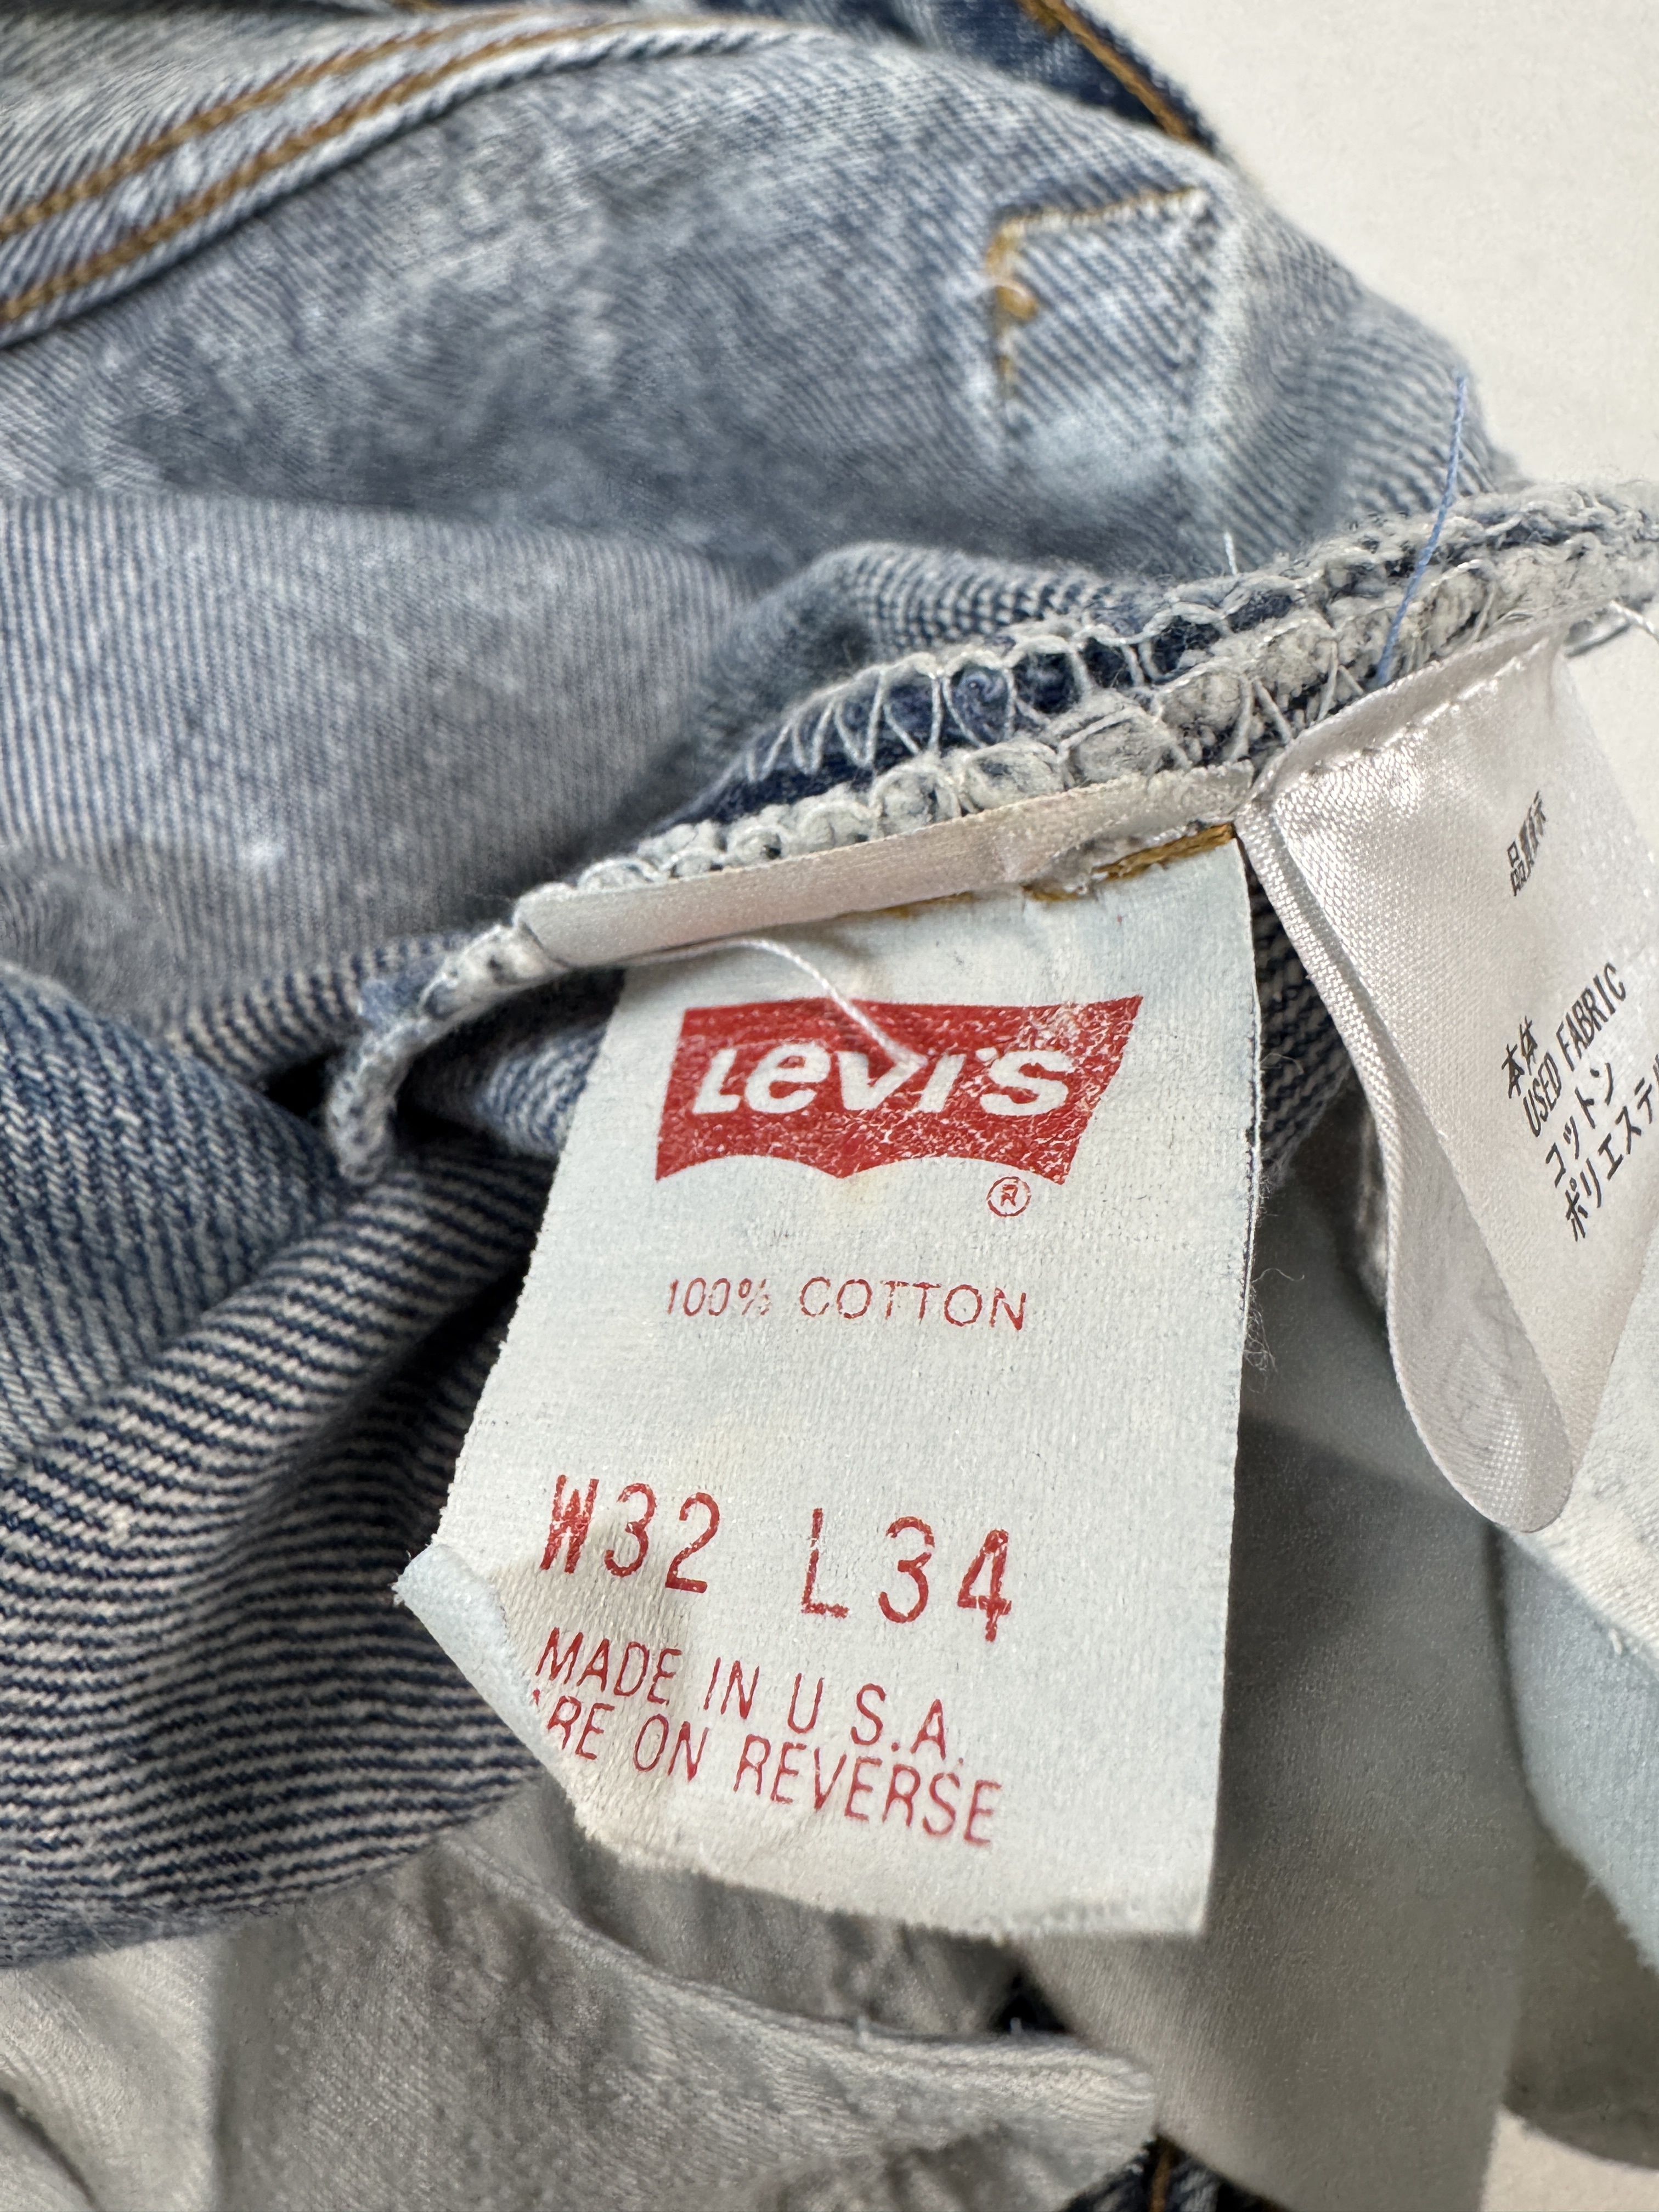 Levi's
®
100% COTTON
W32 L34
MADE IN U.S.A.
ON REVERSE
品質表示
本体
USED FABRIC
コットン